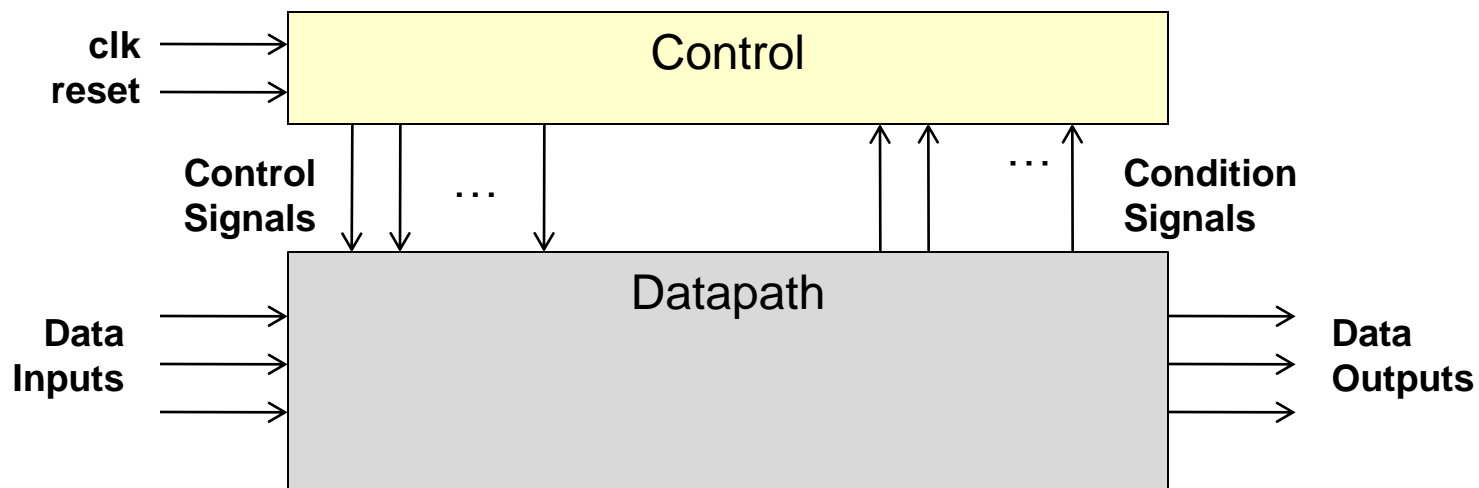 clk
reset
Control
Control
Signals
...
...
Condition
Signals
Datapath
Data
Inputs
Data
Outputs